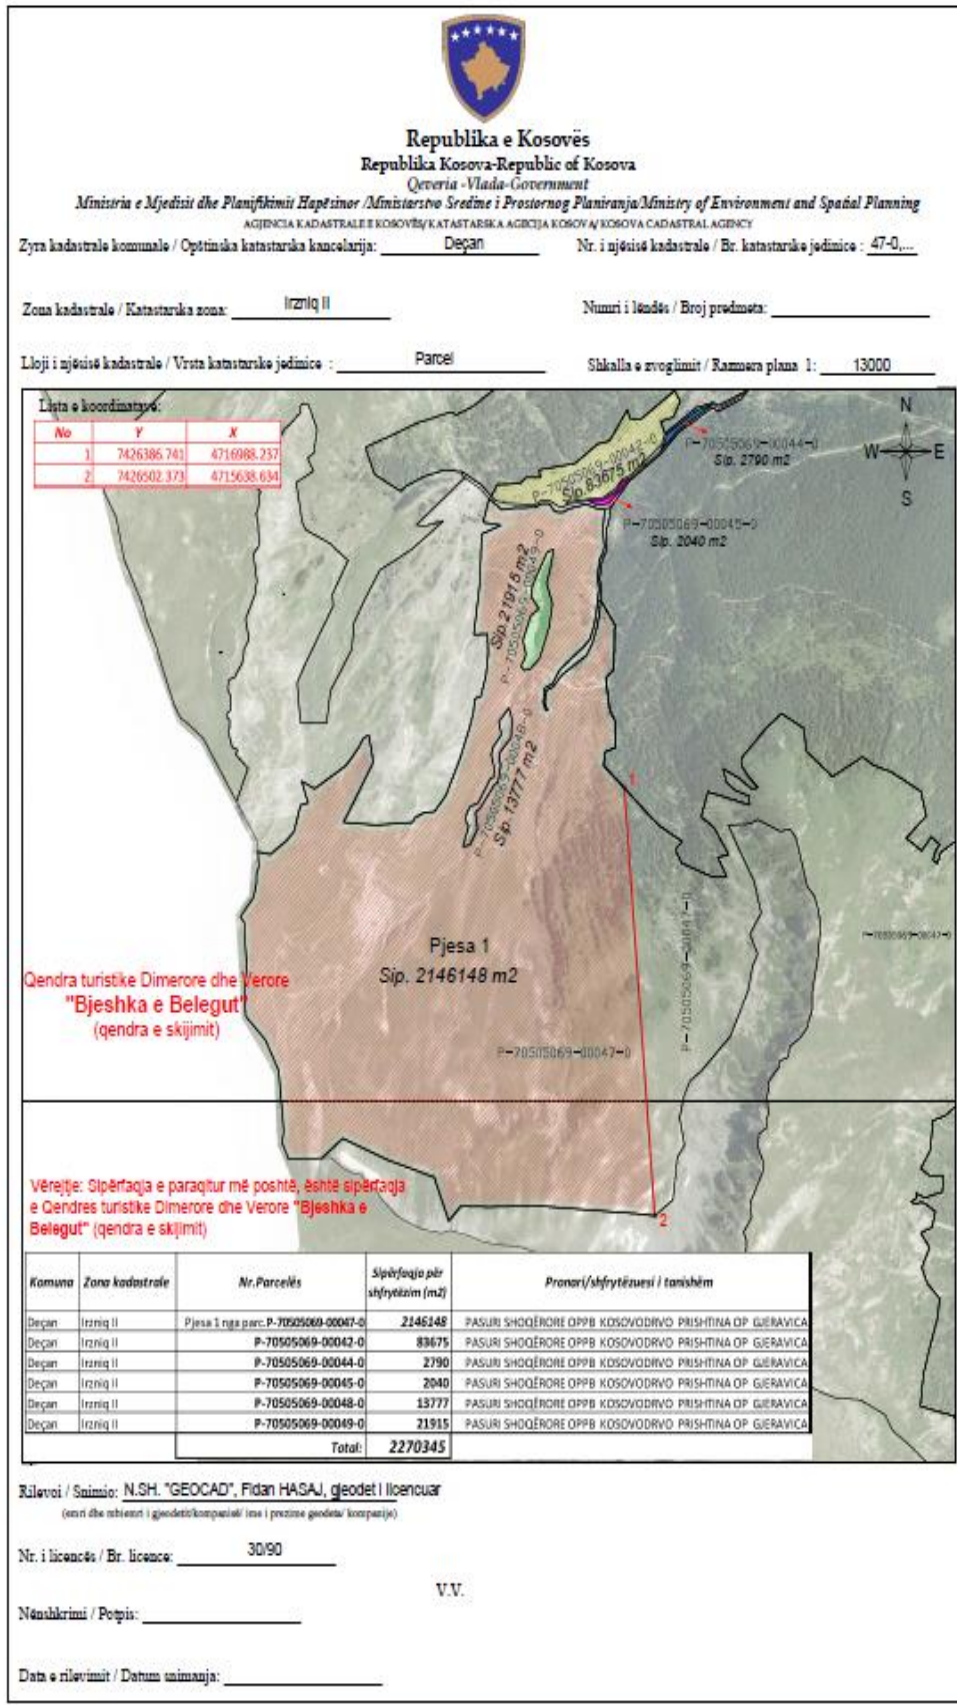 Republika e Kosovës
Republika Kosova-Republic of Kosova
Qeveria -Vlada-Government
Ministria e Mjedisit dhe Planifikimit Hapësinor /Ministarstvo Sredine i Prostornog Planiranja/Ministry of Environment and Spatial Planning
AGJENCIA KADASTRALE E KOSOVËS/KATASTARSKA AGECIJA KOSOVA/KOSOVA CADASTRAL AGENCY
Zyra kadastrale komunale / Opštinska katastarska kancelarija: Deçan Nr. i njësisë kadastrale / Br. katastarske jedinice : 47-0,...
Zona kadastrale / Katastarska zona: Irzniq II Numri i lëndës / Broj predmeta:
Lloji i njësisë kadastrale / Vrsta katastarske jedinice : Parcel Shkalla e zvoglimit / Razmera plana 1: 13000
Lista e koordinatave:
No Y X
1 7426386.741 4716988.237
2 7426502.373 4715638.634
N
W E
S
P-70505069-00044-0
Sip. 2790 m2
P-70505069-00042-0
Sip.83675 m2
P-70505069-00045-0
Sip. 2040 m2
Sip.21915 m2
P-70505069-00049-0
P-70505069-00048-0
Sip. 13777 m2
1
P-70505069-00047-0
P-70505069-00047-0
Pjesa 1
Sip. 2146148 m2
Qendra turistike Dimerore dhe Verore
"Bjeshka e Belegut"
(qendra e skijimit)
P-70505069-00047-0
Vërejtje: Sipërfaqja e paraqitur më poshtë, është sipërfaqja
e Qendres turistike Dimerore dhe Verore "Bjeshka e
Belegut" (qendra e skijimit)
2
Komuna Zona kadastrale Nr.Parcelës Sipërfaqja për shfrytëzim (m2) Pronari/shfrytëzuesi i tanishëm
Deçan Irzniq II Pjesa 1 nga parc.P-70505069-00047-0 2146148 PASURI SHOQËRORE OPPB KOSOVODRVO PRISHTINA OP GJERAVICA
Deçan Irzniq II P-70505069-00042-0 83675 PASURI SHOQËRORE OPPB KOSOVODRVO PRISHTINA OP GJERAVICA
Deçan Irzniq II P-70505069-00044-0 2790 PASURI SHOQËRORE OPPB KOSOVODRVO PRISHTINA OP GJERAVICA
Deçan Irzniq II P-70505069-00045-0 2040 PASURI SHOQËRORE OPPB KOSOVODRVO PRISHTINA OP GJERAVICA
Deçan Irzniq II P-70505069-00048-0 13777 PASURI SHOQËRORE OPPB KOSOVODRVO PRISHTINA OP GJERAVICA
Deçan Irzniq II P-70505069-00049-0 21915 PASURI SHOQËRORE OPPB KOSOVODRVO PRISHTINA OP GJERAVICA
Total: 2270345
Rilevoi / Snimio: N.SH. "GEOCAD", Fidan HASAJ, gjeodet i licencuar
(emri dhe mbiemri i gjeodetit/kompanisë/ ime i prezime geodeta/ kompanije)
Nr. i licencës / Br. licence: 30/90
V.V.
Nënshkrimi / Potpis:
Data e rilevimit / Datum snimanja: